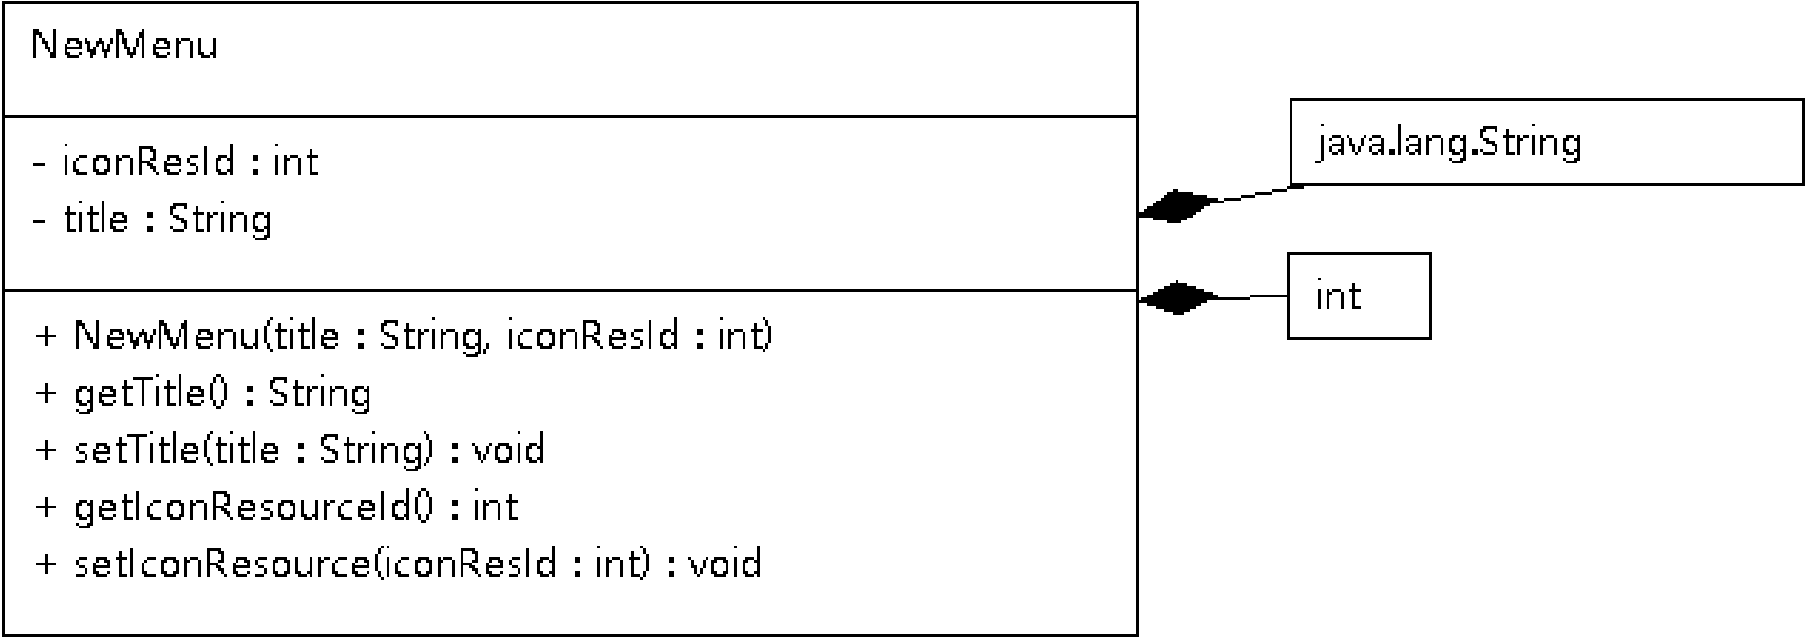 NewMenu
- iconResId : int
- title : String
+ NewMenu(title : String, iconResId : int)
+ getTitle() : String
+ setTitle(title : String) : void
+ getIconResourceId() : int
+ setIconResource(iconResId : int) : void
java.lang.String
int